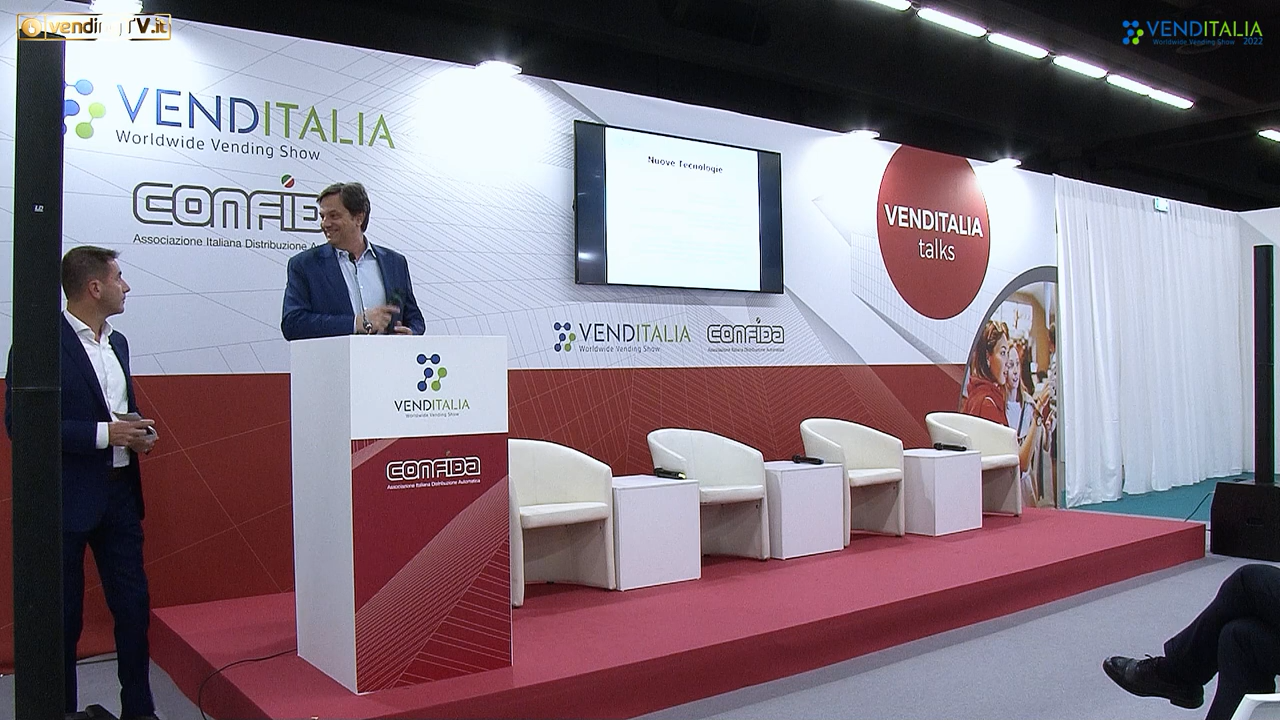 vendingTV.it
VENDITALIA
Worldwide Vending Show 2022
VENDITALIA
Worldwide Vending Show
CONFID
Associazione Italiana Distribuzione A
Nuove Tecnologie
VENDITALIA
talks
VENDITALIA
Worldwide Vending Show
CONFIDA
Associazione Italiana Distribuzione Automatica
VENDITALIA
Worldwide Vending Show
CONFIDA
Associazione Italiana Distribuzione Automatica